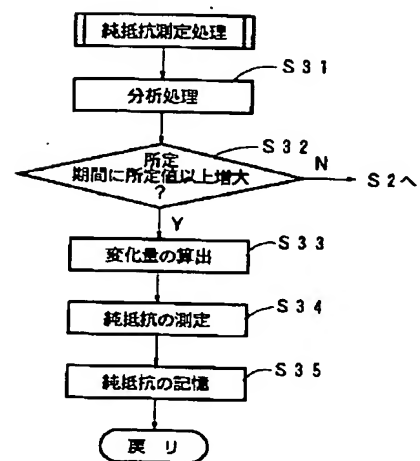 純抵抗測定処理
S31
分析処理
S32
所定
期間に所定値以上増大
?
N
S2へ
Y
S33
変化量の算出
S34
純抵抗の測定
S35
純抵抗の記憶
戻り